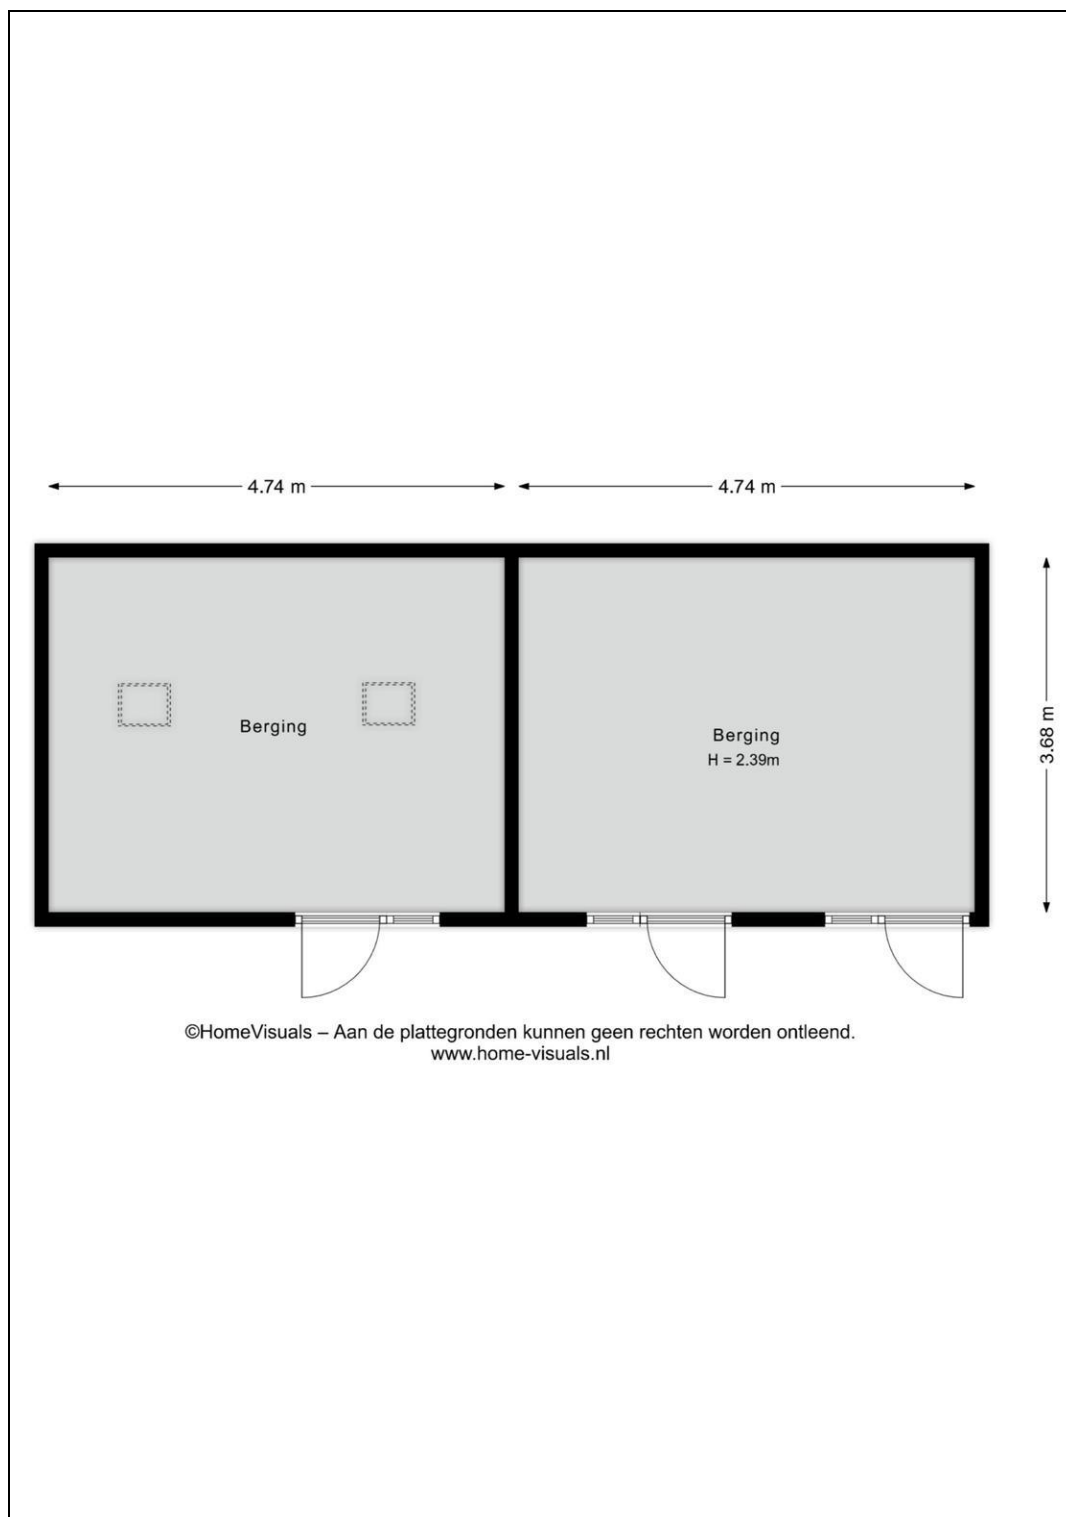 4.74 m
4.74 m
3.68 m
Berging
Berging
H = 2.39m
©HomeVisuals – Aan de plattegronden kunnen geen rechten worden ontleend.
www.home-visuals.nl